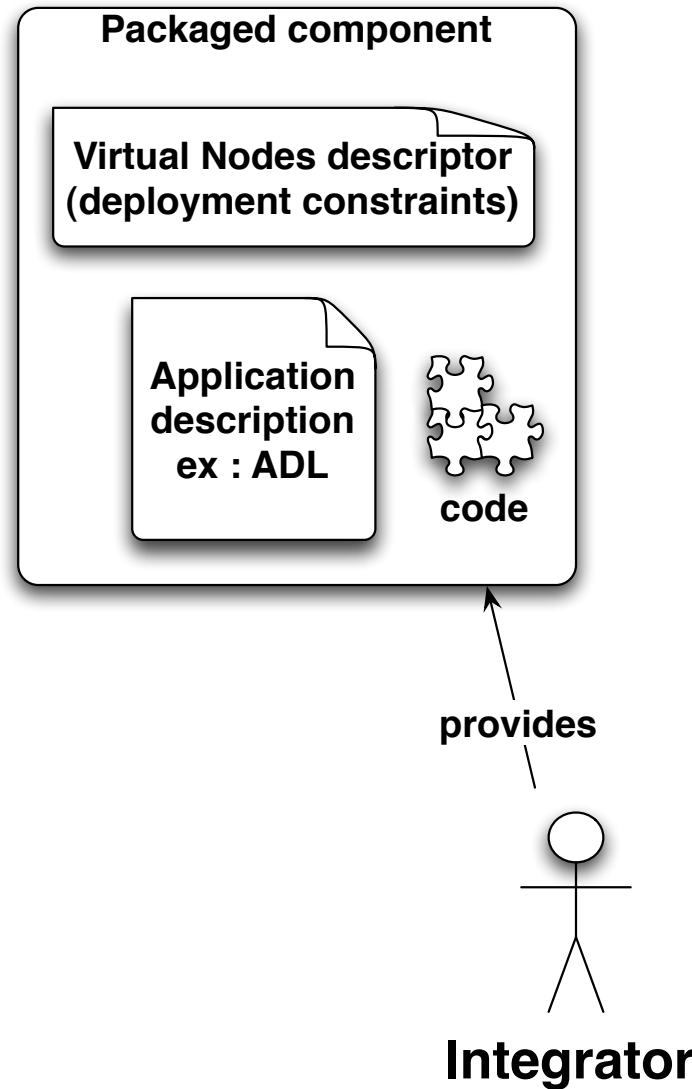 Packaged component
Virtual Nodes descriptor
(deployment constraints)
Application
description
ex : ADL
code
provides
Integrator